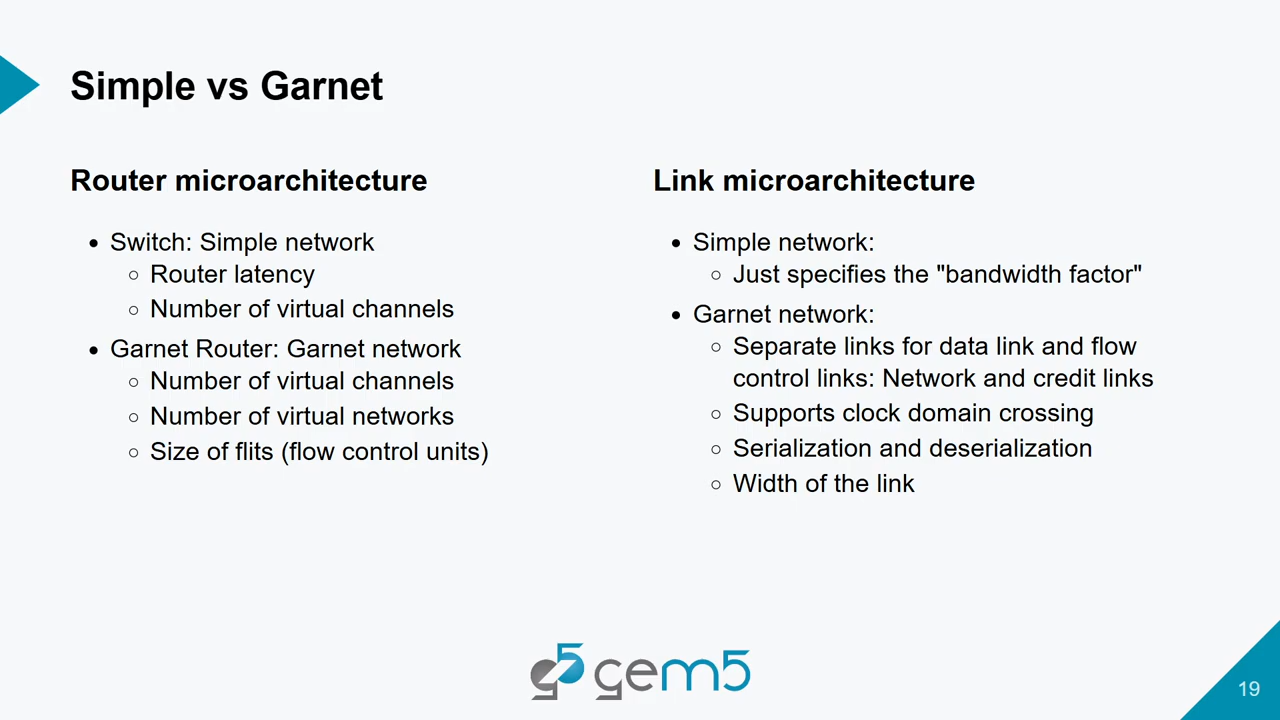 Simple vs Garnet
Router microarchitecture
Switch: Simple network
Router latency
Number of virtual channels
Garnet Router: Garnet network
Number of virtual channels
Number of virtual networks
Size of flits (flow control units)
Link microarchitecture
Simple network:
Just specifies the "bandwidth factor"
Garnet network:
Separate links for data link and flow
control links: Network and credit links
Supports clock domain crossing
Serialization and deserialization
Width of the link
g5 gem5
19